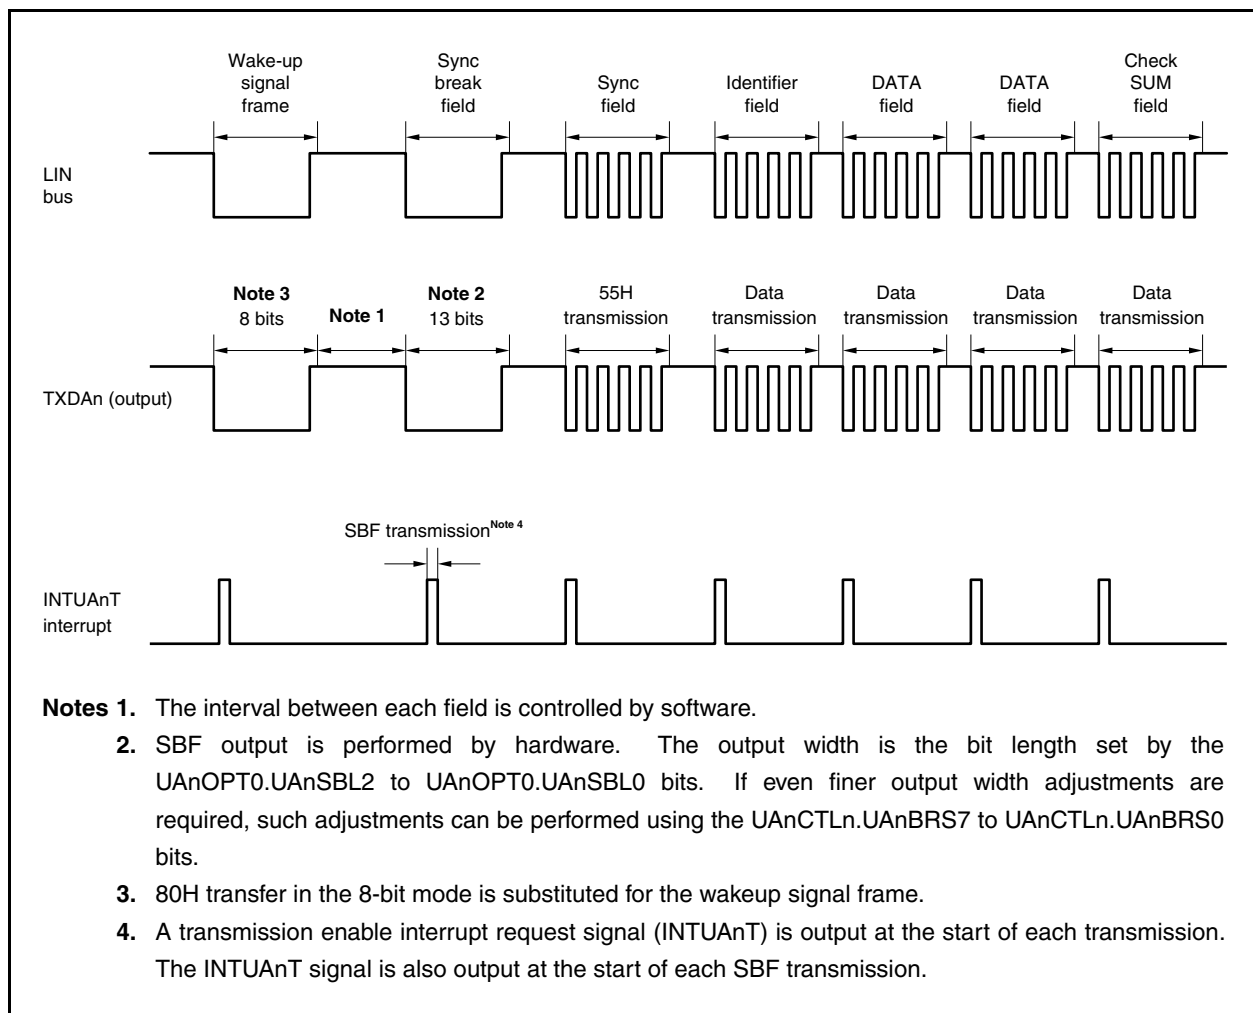 Wake-up
signal
frame
Sync
break
field
Sync
field
Identifier
field
DATA
field
DATA
field
Check
SUM
field
LIN
bus
Note 3
8 bits
Note 1
Note 2
13 bits
55H
transmission
Data
transmission
Data
transmission
Data
transmission
Data
transmission
TXDAn (output)
SBF transmissionNote 4
INTUAnT
interrupt
Notes 1. The interval between each field is controlled by software.
2. SBF output is performed by hardware. The output width is the bit length set by the
UAnOPT0.UAnSBL2 to UAnOPT0.UAnSBL0 bits. If even finer output width adjustments are
required, such adjustments can be performed using the UAnCTLn.UAnBRS7 to UAnCTLn.UAnBRS0
bits.
3. 80H transfer in the 8-bit mode is substituted for the wakeup signal frame.
4. A transmission enable interrupt request signal (INTUAnT) is output at the start of each transmission.
The INTUAnT signal is also output at the start of each SBF transmission.